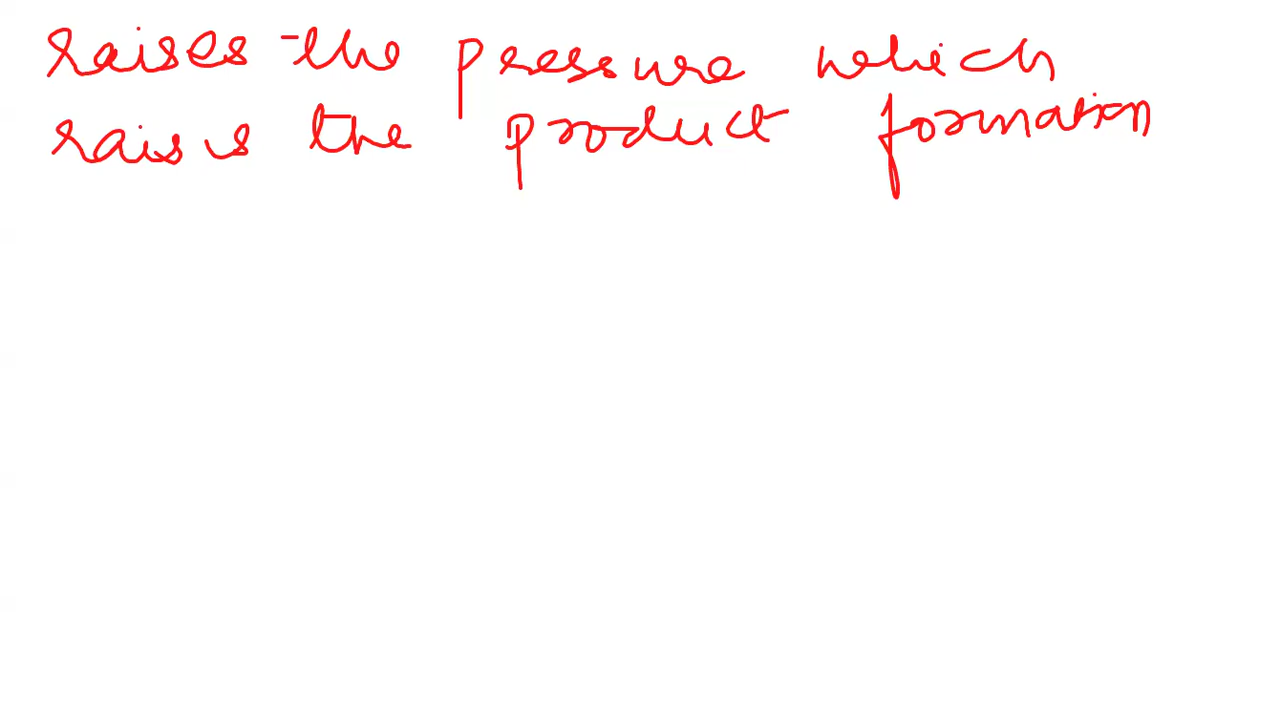 raises the pressure which
raises the product formation